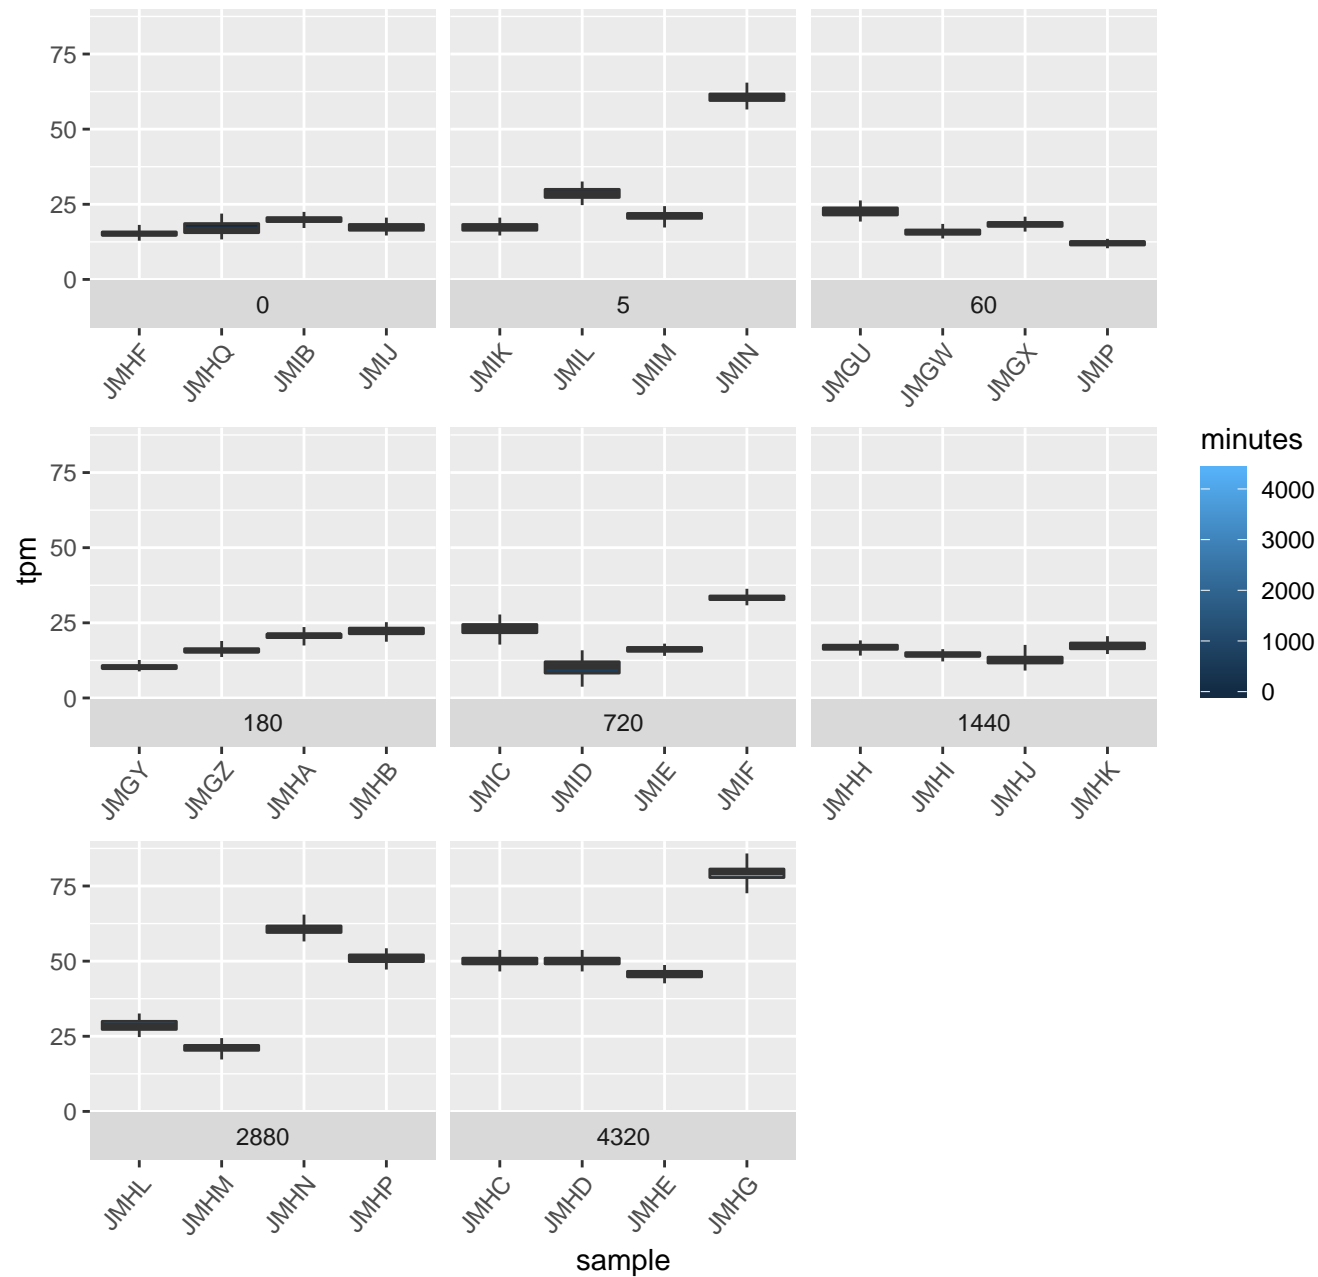 75
50
25
0
0
5
60
JMHF
JMHQ
JMIB
JMIJ
JMIK
JMIL
JMIM
JMIN
JMGU
JMGW
JMGX
JMIP
75
50
25
0
180
720
1440
JMGY
JMGZ
JMHA
JMHB
JMIC
JMID
JMIE
JMIF
JMHH
JMHI
JMHJ
JMHK
75
50
25
0
2880
4320
JMHL
JMHM
JMHN
JMHP
JMHC
JMHD
JMHE
JMHG
tpm
sample
minutes
4000
3000
2000
1000
0